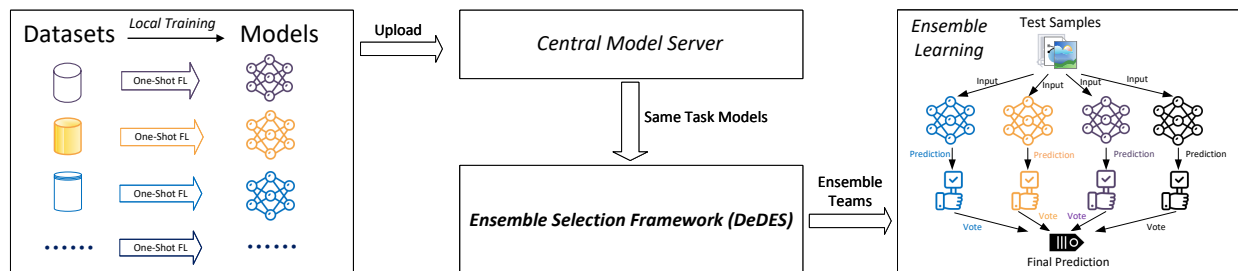 Datasets
Local Training
Models
One-Shot FL
One-Shot FL
One-Shot FL
One-Shot FL
Upload
Central Model Server
Same Task Models
Ensemble Selection Framework (DeDES)
Ensemble
Teams
Ensemble
Learning
Test Samples
Input
Input
Input
Input
Prediction
Prediction
Prediction
Prediction
Vote
Vote
Vote
Vote
Final Prediction